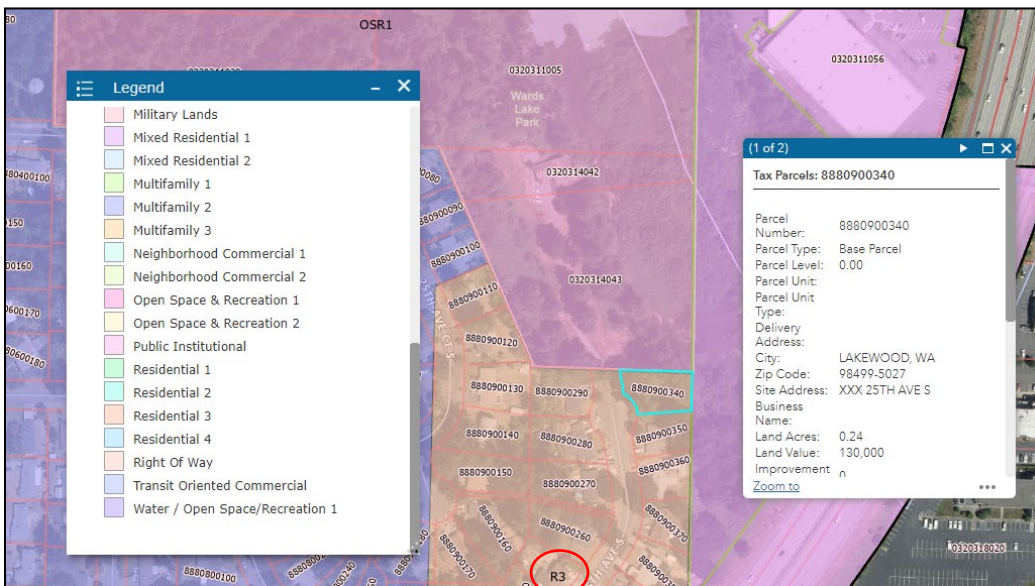 80
OSR1
0320311005
Wards
Lake
Park
0320311056
Legend
Military Lands
Mixed Residential 1
Mixed Residential 2
Multifamily 1
Multifamily 2
Multifamily 3
Neighborhood Commercial 1
Neighborhood Commercial 2
Open Space & Recreation 1
Open Space & Recreation 2
Public Institutional
Residential 1
Residential 2
Residential 3
Residential 4
Right Of Way
Transit Oriented Commercial
Water / Open Space/Recreation 1
(1 of 2)
Tax Parcels: 8880900340
Parcel Number: 8880900340
Parcel Type: Base Parcel
Parcel Level: 0.00
Parcel Unit:
Parcel Unit
Type:
Delivery
Address:
City: LAKEWOOD, WA
Zip Code: 98499-5027
Site Address: XXX 25TH AVE S
Business
Name:
Land Acres: 0.24
Land Value: 130,000
Improvement 0
Zoom to
0320314042
0320314043
8880900090
8880900100
8880900110
25TH AVE CT S
8880900120
8880900130
8880900290
8880900340
8880900140
8880900280
8880900350
8880900150
8880900270
8880900360
8880900160
8880900260
8880900370
8880900170
R3
8880800100
0320318020